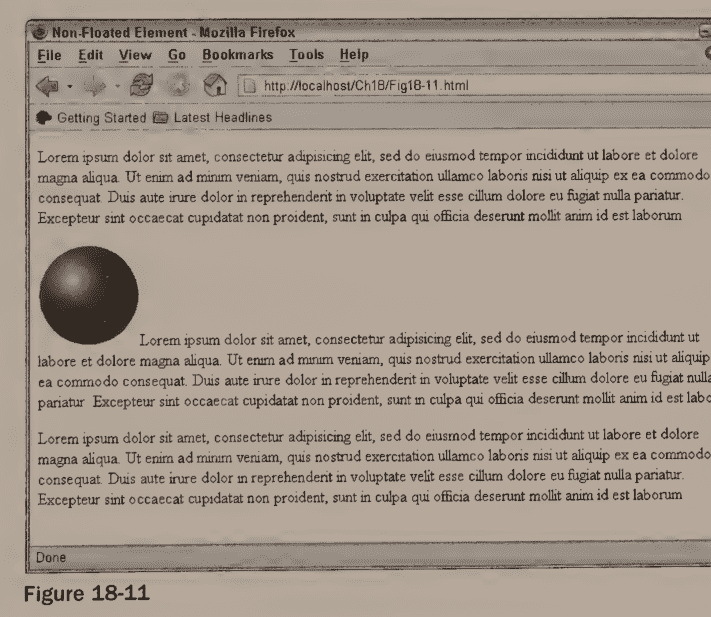 Non-Floated Element - Mozilla Firefox
File Edit View Go Bookmarks Tools Help
http://localhost/Ch18/Fig18-11.html
Getting Started Latest Headlines
Lorem ipsum dolor sit amet, consectetur adipisicing elit, sed do eiusmod tempor incididunt ut labore et dolore
magna aliqua. Ut enim ad minim veniam, quis nostrud exercitation ullamco laboris nisi ut aliquip ex ea commodo
consequat. Duis aute irure dolor in reprehenderit in voluptate velit esse cillum dolore eu fugiat nulla pariatur.
Excepteur sint occaecat cupidatat non proident, sunt in culpa qui officia deserunt mollit anim id est laborum
Lorem ipsum dolor sit amet, consectetur adipisicing elit, sed do eiusmod tempor incididunt ut
labore et dolore magna aliqua. Ut enim ad minim veniam, quis nostrud exercitation ullamco laboris nisi ut aliquip
ea commodo consequat. Duis aute irure dolor in reprehenderit in voluptate velit esse cillum dolore eu fugiat nulla
pariatur Excepteur sint occaecat cupidatat non proident, sunt in culpa qui officia deserunt mollit anim id est labo
Lorem ipsum dolor sit amet, consectetur adipisicing elit, sed do eiusmod tempor incididunt ut labore et dolore
magna aliqua. Ut enim ad minim veniam, quis nostrud exercitation ullamco laboris nisi ut aliquip ex ea commodo
consequat. Duis aute irure dolor in reprehenderit in voluptate velit esse cillum dolore eu fugiat nulla pariatur.
Excepteur sint occaecat cupidatat non proident, sunt in culpa qui officia deserunt mollit anim id est laborum
Done
Figure 18-11